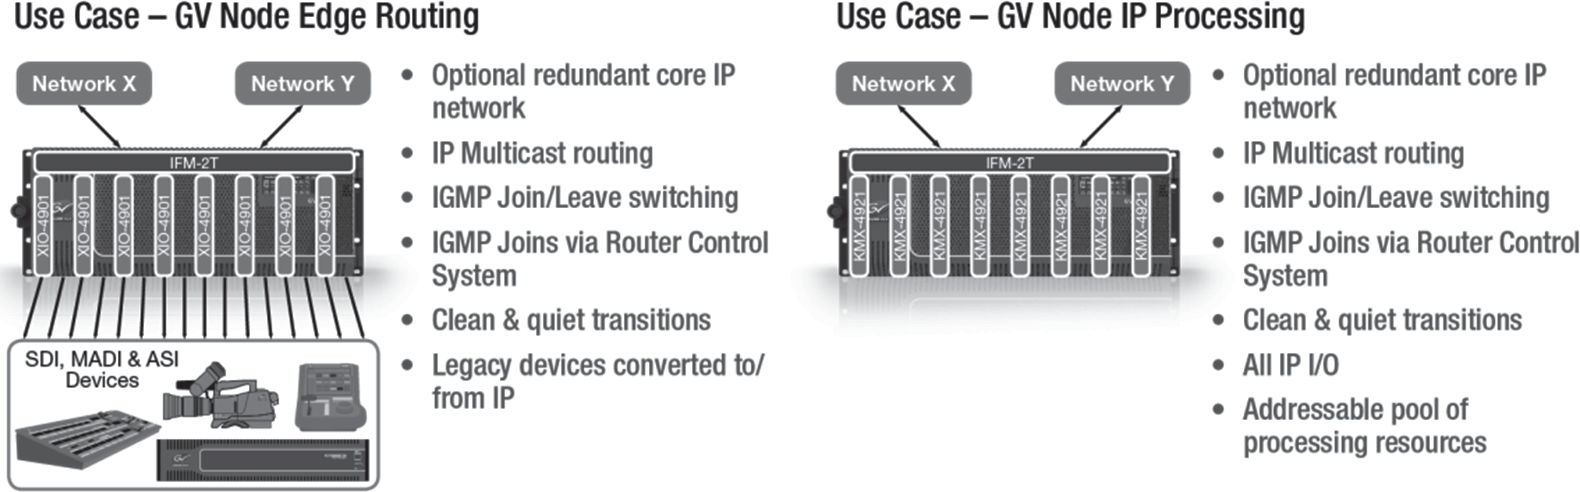 Use Case – GV Node Edge Routing
Network X
Network Y
IFM-2T
XIO-4901
XIO-4901
XIO-4901
XIO-4901
XIO-4901
XIO-4901
XIO-4901
XIO-4901
SDI, MADI & ASI
Devices
• Optional redundant core IP
network
• IP Multicast routing
• IGMP Join/Leave switching
• IGMP Joins via Router Control
System
• Clean & quiet transitions
• Legacy devices converted to/
from IP
Use Case – GV Node IP Processing
Network X
Network Y
IFM-2T
KMX-4921
KMX-4921
KMX-4921
KMX-4921
KMX-4921
KMX-4921
KMX-4921
KMX-4921
• Optional redundant core IP
network
• IP Multicast routing
• IGMP Join/Leave switching
• IGMP Joins via Router Control
System
• Clean & quiet transitions
• All IP I/O
• Addressable pool of
processing resources